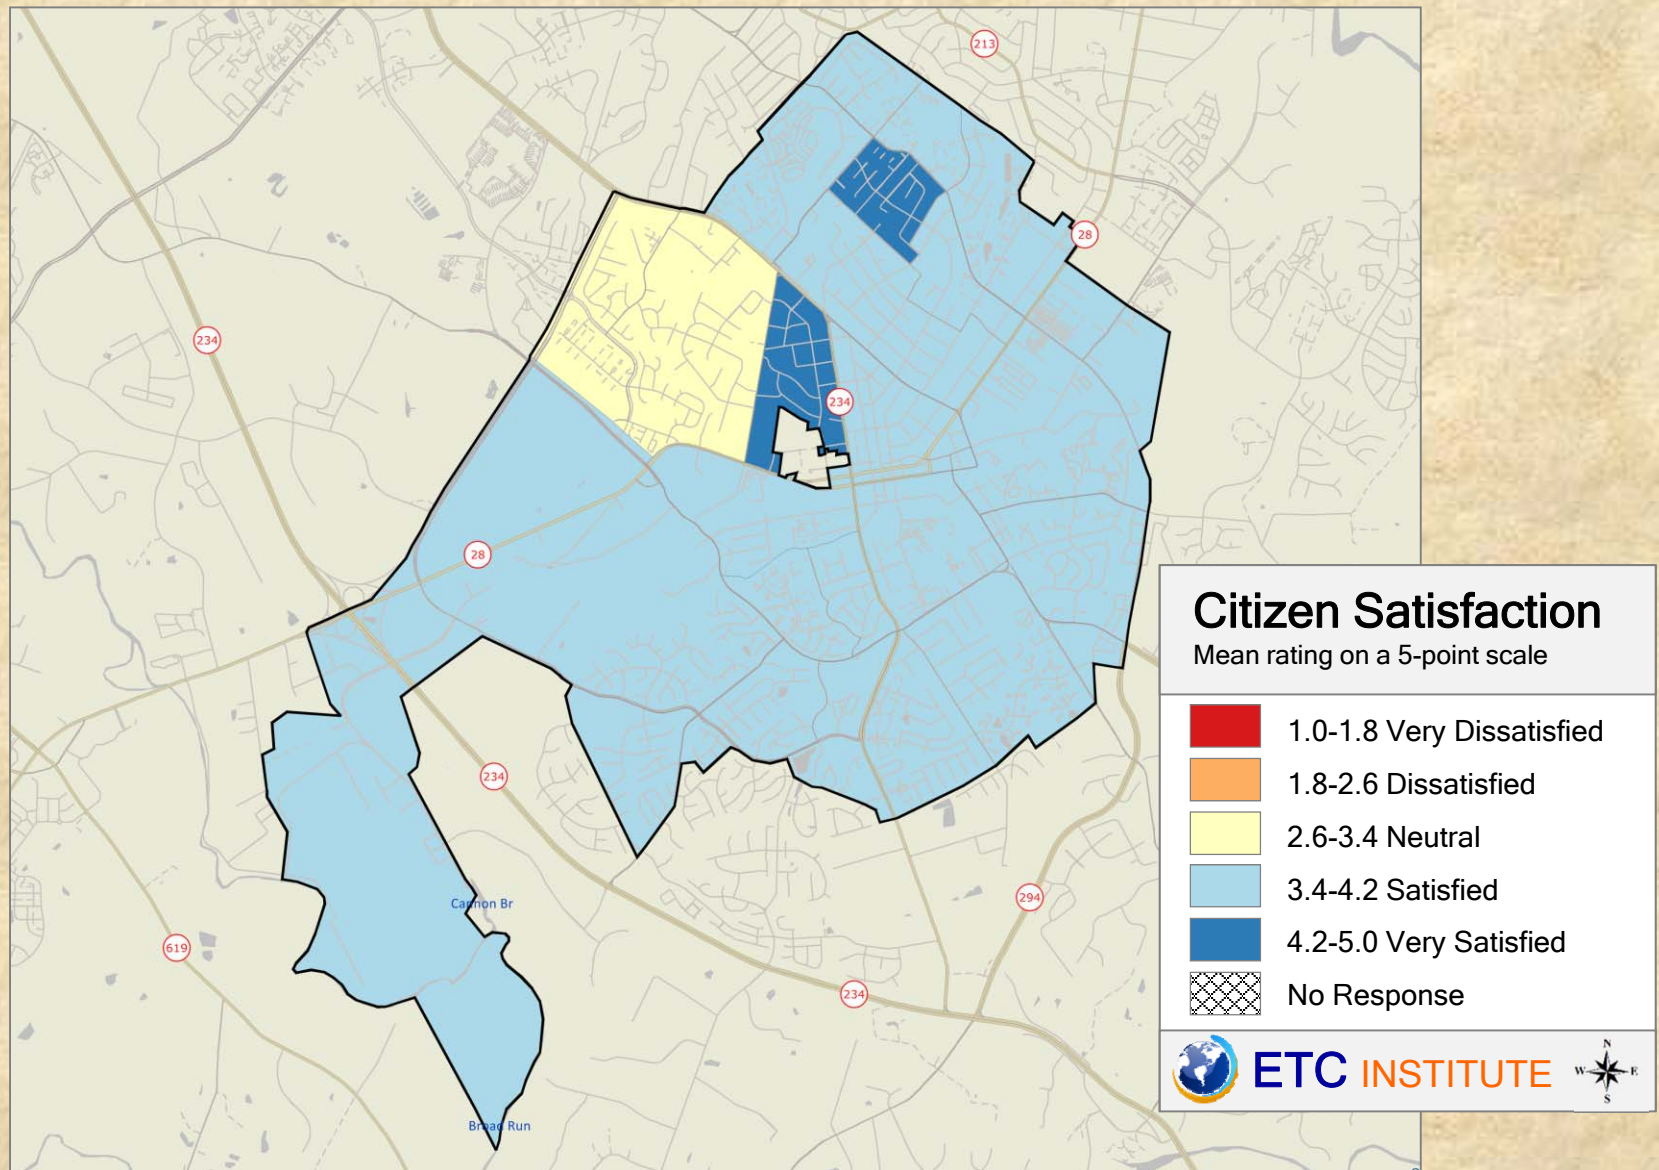 213
28
234
234
28
Citizen Satisfaction
Mean rating on a 5-point scale
1.0-1.8 Very Dissatisfied
1.8-2.6 Dissatisfied
234
2.6-3.4 Neutral
3.4-4.2 Satisfied
294
Cannon Br
4.2-5.0 Very Satisfied
619
234
No Response
ETC INSTITUTE
N
W
E
S
Broad Run